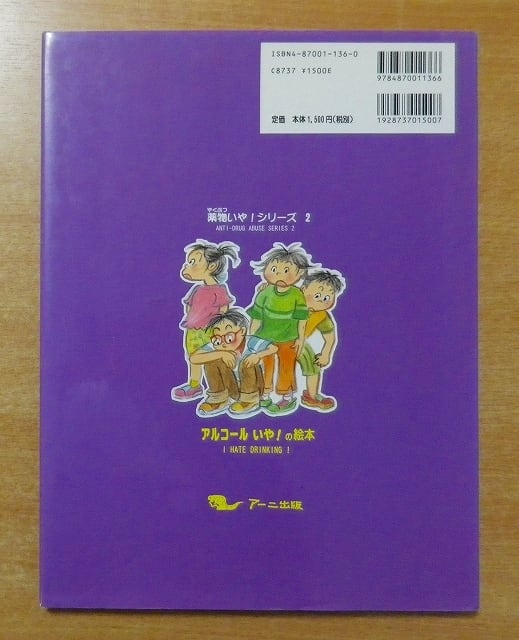 ISBN4-87001-136-0
C8737 ¥1500E
9784870011366
定価 本体1,500円(税別)
1928737015007
やくぶつ
薬物いや!シリーズ 2
ANTI-DRUG ABUSE SERIES 2
アルコール いや!の絵本
I HATE DRINKING !
アーニ出版